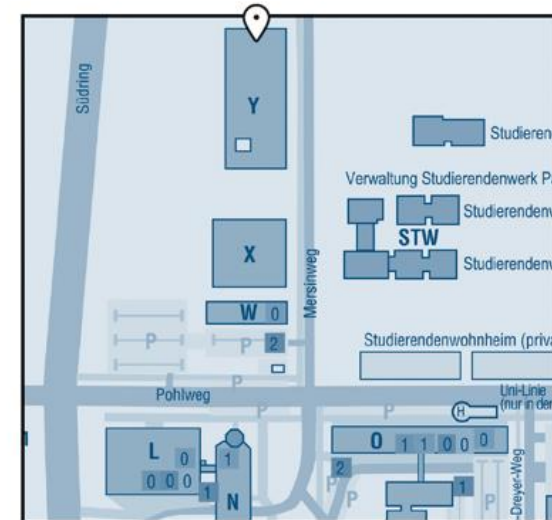 Südring
Y
Studieren
Verwaltung Studierendenwerk Pa
Studierendenw
STW
X
Studierendenw
Mersinweg
W 0
P
P 2
Studierendenwohnheim (priva
P
Pohlweg
Uni-Linie
(nur in der
H
P
P
L 0
0 0 0
1
1
N
O 1 1 0 0 0
2
P
P
1
P
-Dreyer-Weg